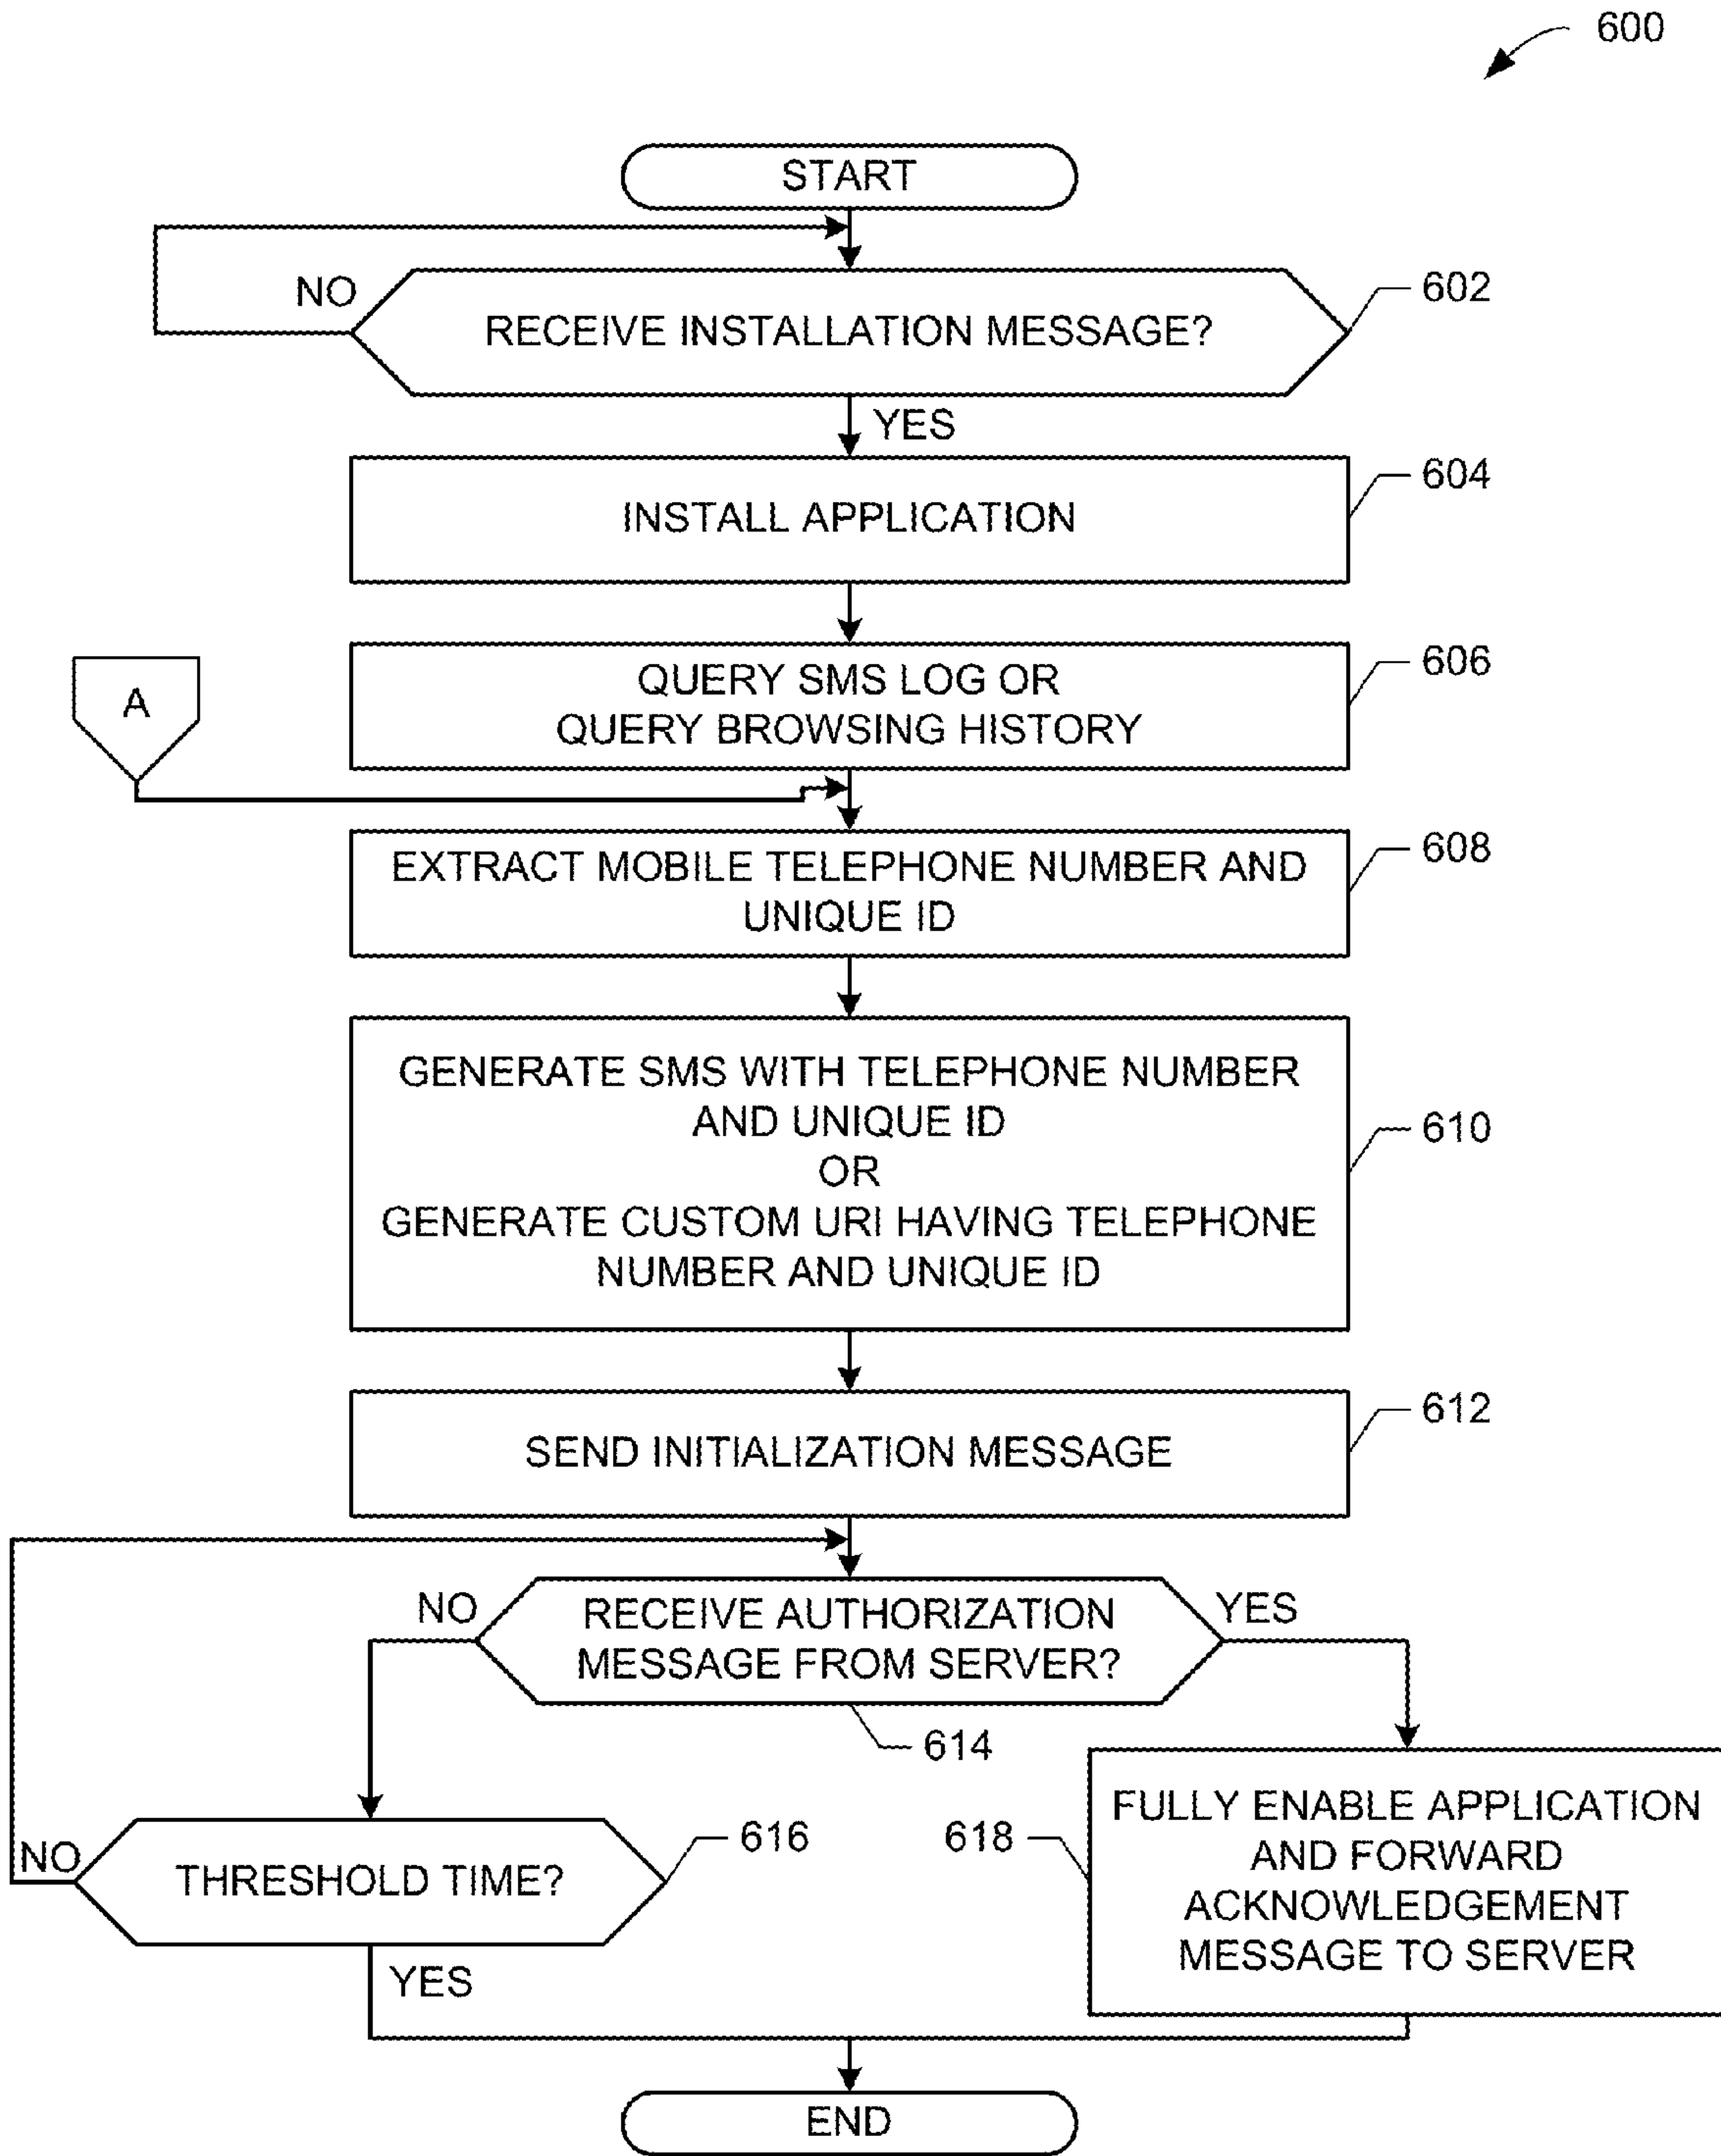 600
START
NO
RECEIVE INSTALLATION MESSAGE?
602
YES
INSTALL APPLICATION
604
QUERY SMS LOG OR
QUERY BROWSING HISTORY
606
A
EXTRACT MOBILE TELEPHONE NUMBER AND
UNIQUE ID
608
GENERATE SMS WITH TELEPHONE NUMBER
AND UNIQUE ID
OR
GENERATE CUSTOM URI HAVING TELEPHONE
NUMBER AND UNIQUE ID
610
SEND INITIALIZATION MESSAGE
612
NO
RECEIVE AUTHORIZATION
MESSAGE FROM SERVER?
YES
614
NO
THRESHOLD TIME?
616
YES
618
FULLY ENABLE APPLICATION
AND FORWARD
ACKNOWLEDGEMENT
MESSAGE TO SERVER
END